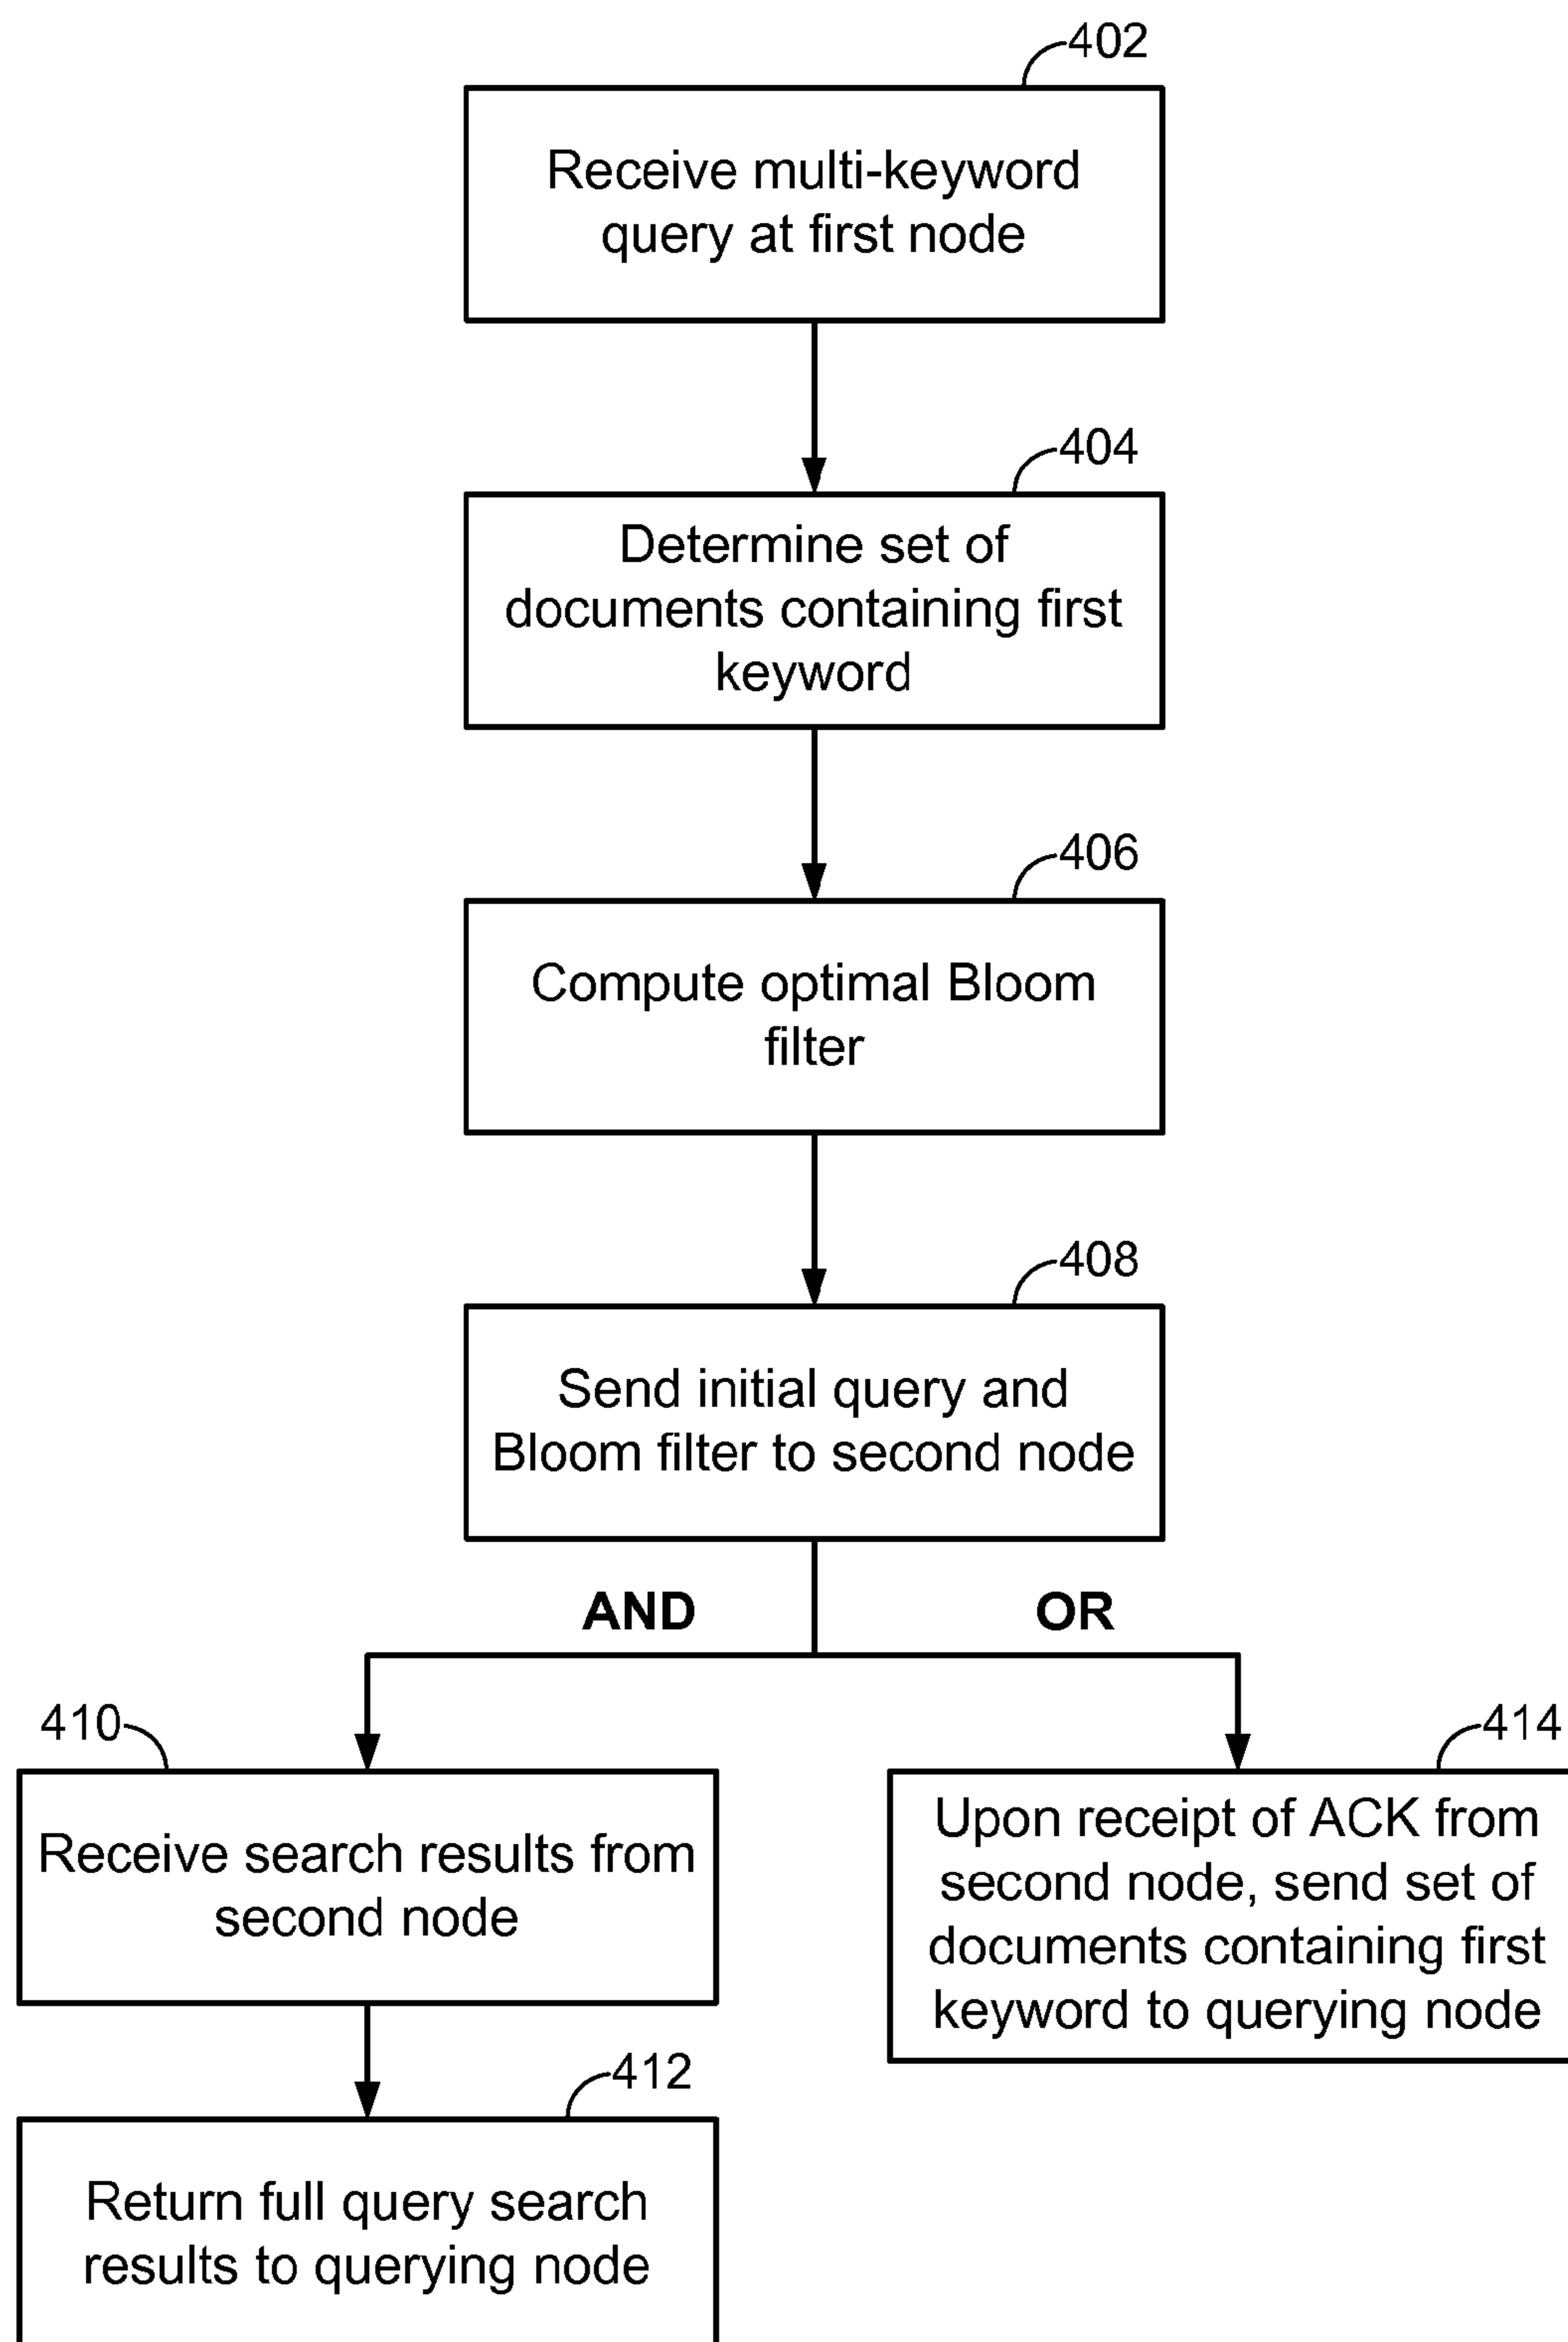 402
Receive multi-keyword
query at first node
404
Determine set of
documents containing first
keyword
406
Compute optimal Bloom
filter
408
Send initial query and
Bloom filter to second node
AND
OR
410
Receive search results from
second node
414
Upon receipt of ACK from
second node, send set of
documents containing first
keyword to querying node
412
Return full query search
results to querying node